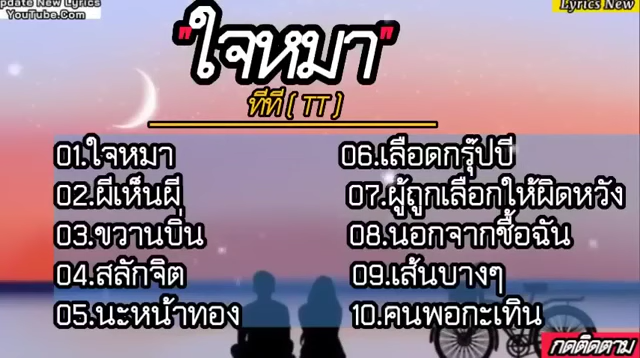 Update New Lyrics
YouTube.Com
Lyrics New
"ใจหมา"
ทีที ( TT )
01.ใจหมา
02.ผีเห็นผี
03.ขวานบิ่น
04.สลักจิต
05.นะหน้าทอง
06.เลือดกรุ๊ปบี
07.ผู้ถูกเลือกให้ผิดหวัง
08.นอกจากชื่อฉัน
09.เส้นบางๆ
10.คนพอกะเทิน
กดติดตาม